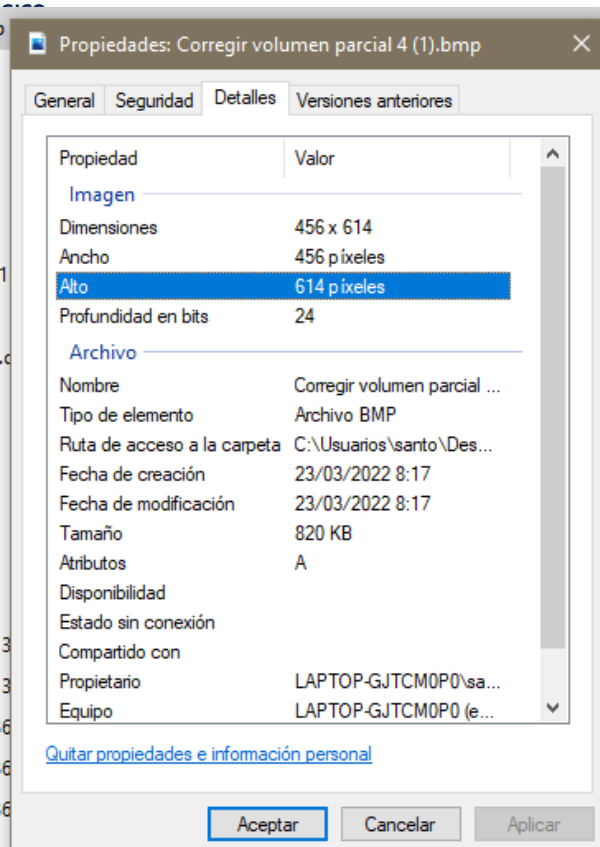 Propiedades: Corregir volumen parcial 4 (1).bmp
General Seguridad Detalles Versiones anteriores
Propiedad Valor
Imagen
Dimensiones 456 x 614
Ancho 456 píxeles
Alto 614 píxeles
Profundidad en bits 24
Archivo
Nombre Corregir volumen parcial ...
Tipo de elemento Archivo BMP
Ruta de acceso a la carpeta C:\Usuarios\santo\Des...
Fecha de creación 23/03/2022 8:17
Fecha de modificación 23/03/2022 8:17
Tamaño 820 KB
Atributos A
Disponibilidad
Estado sin conexión
Compartido con
Propietario LAPTOP-GJTCM0P0\sa...
Equipo LAPTOP-GJTCM0P0 (e...
Quitar propiedades e información personal
Aceptar Cancelar Aplicar